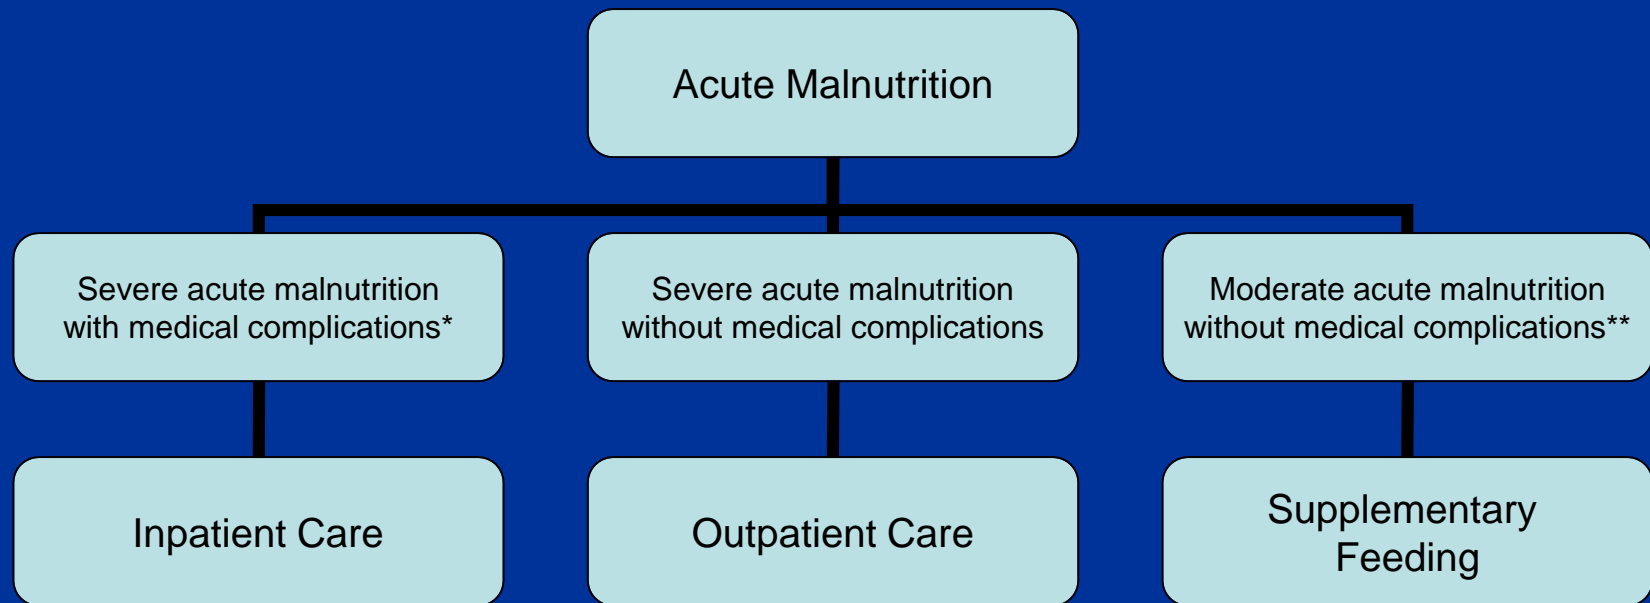 Acute Malnutrition
Severe acute malnutrition
with medical complications*
Severe acute malnutrition
without medical complications
Moderate acute malnutrition
without medical complications**
Inpatient Care
Outpatient Care
Supplementary
Feeding